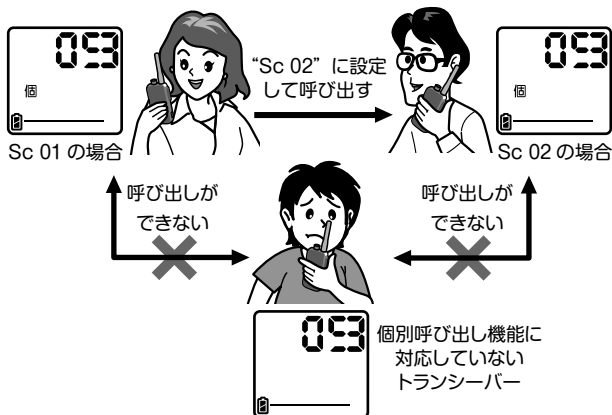 09
個
Sc 01 の場合
“Sc 02” に設定
して呼び出す
09
個
Sc 02 の場合
呼び出しが
できない
呼び出しが
できない
09
個別呼び出し機能に
対応していない
トランシーバー